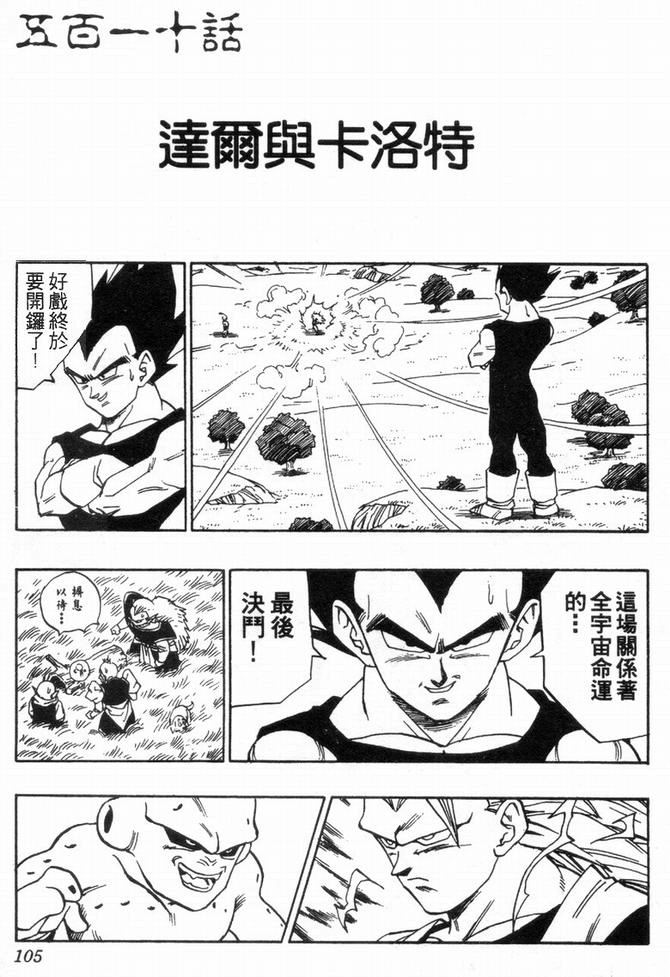 五百一十話
達爾與卡洛特
好戲終於
要開鑼了！
這場關係著
全宇宙命運
的…
最後
決鬥！
摒息
以待…
105